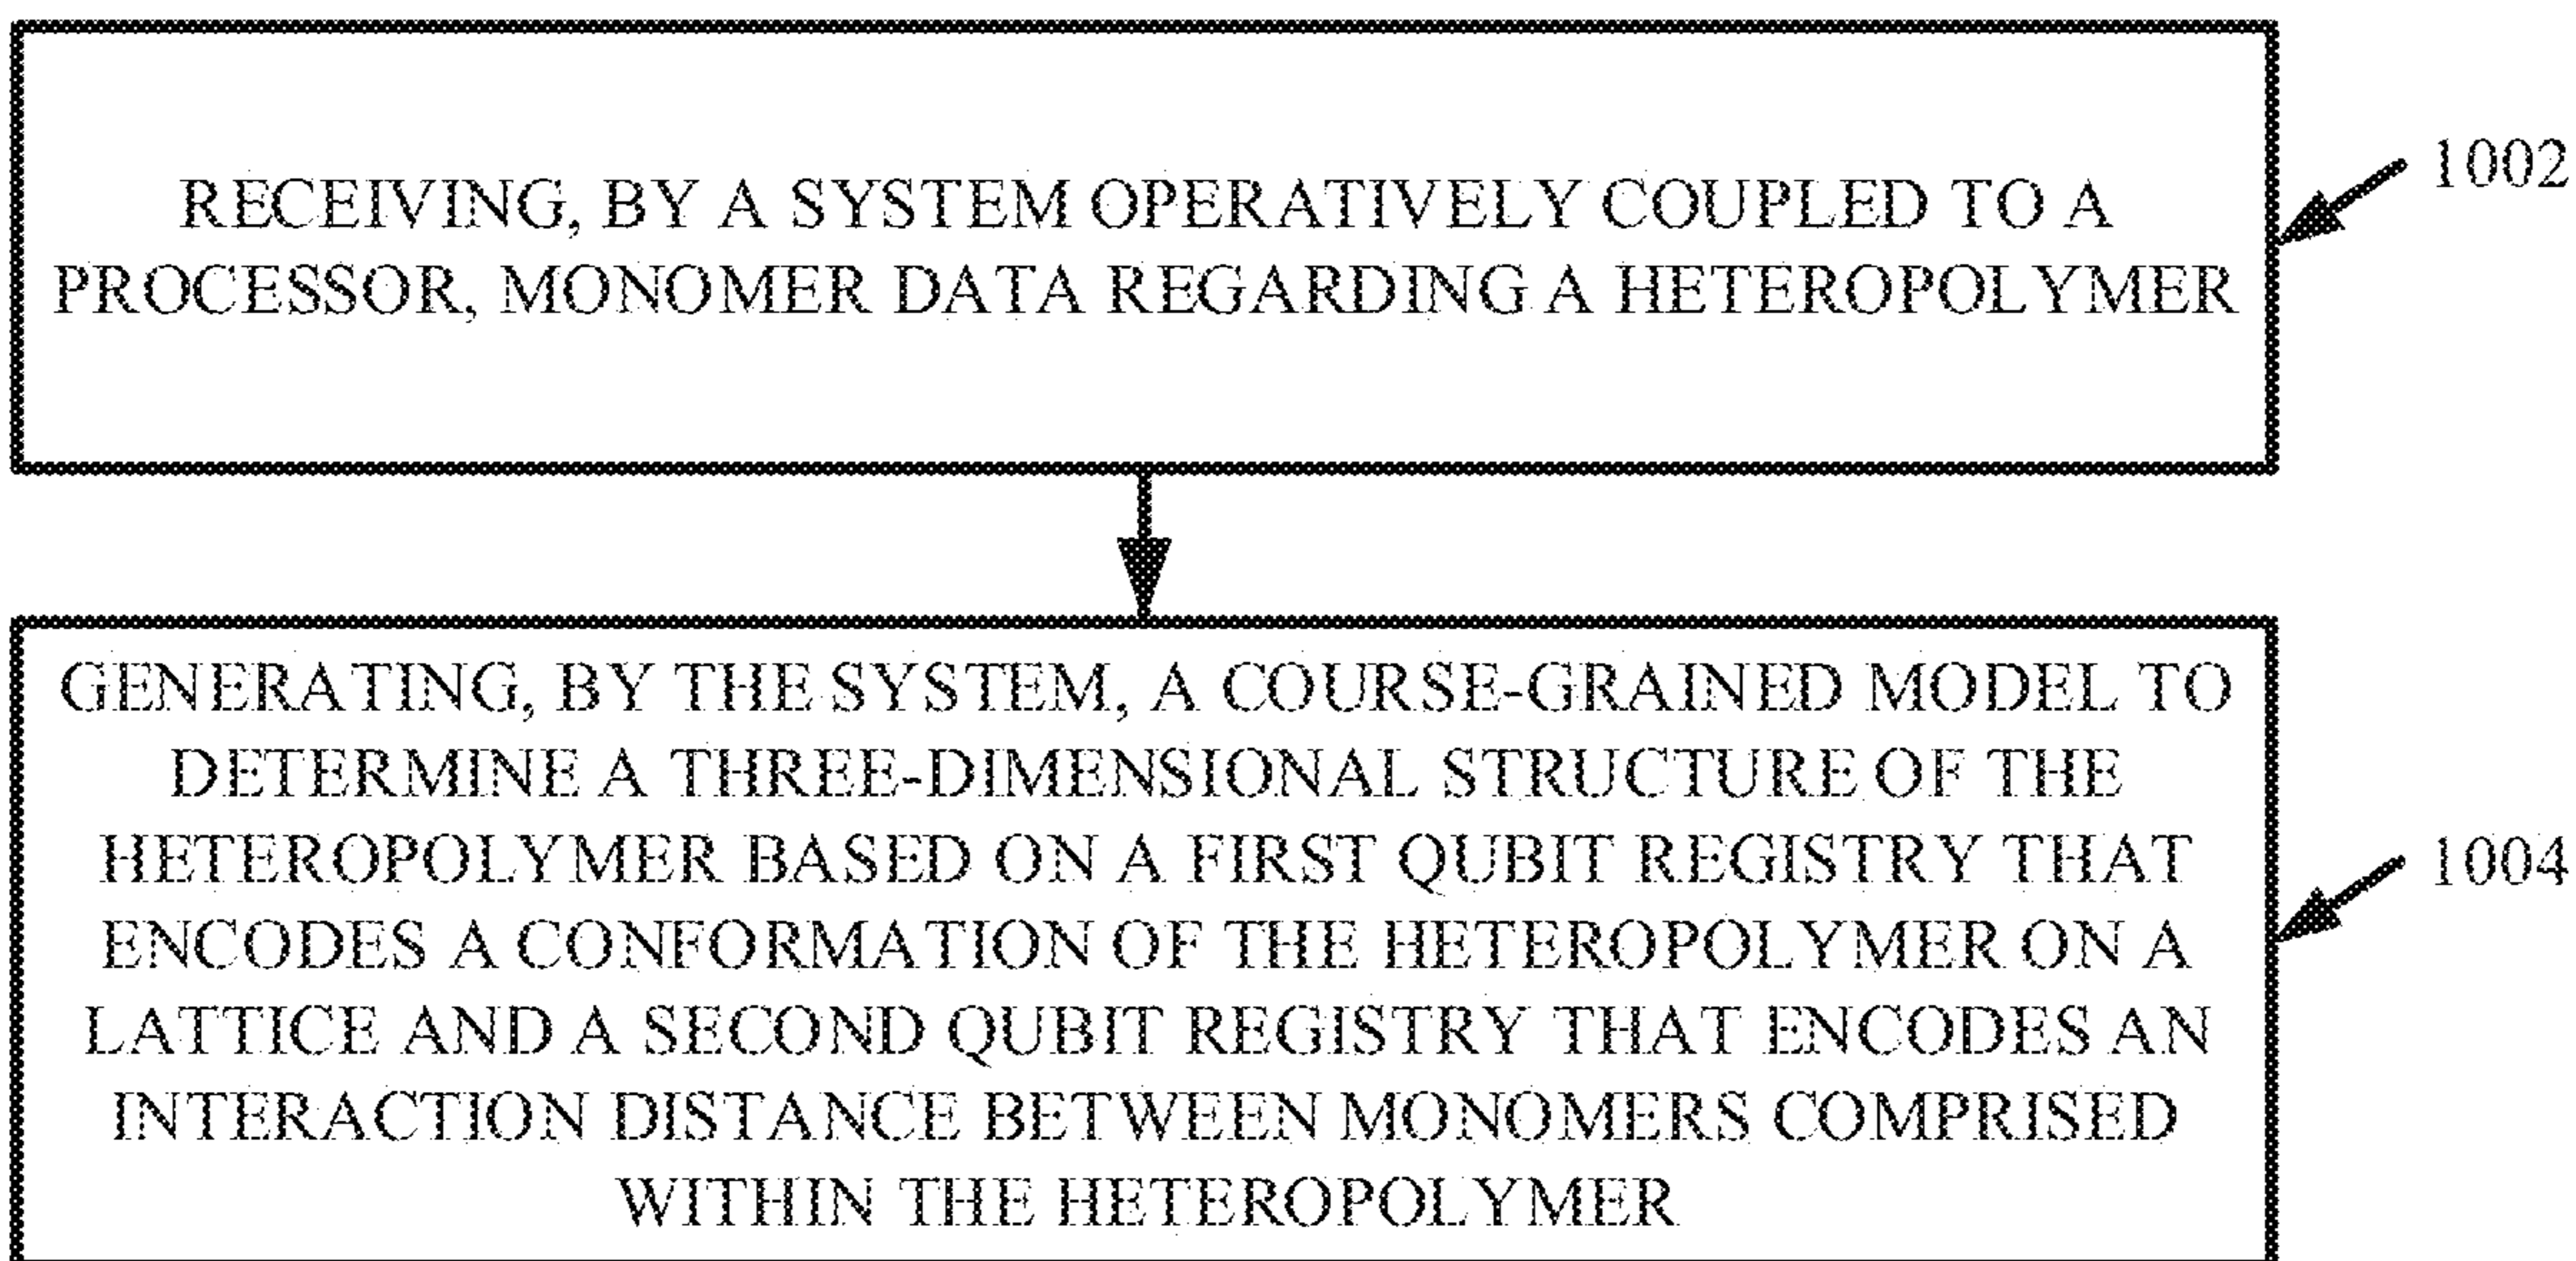 RECEIVING, BY A SYSTEM OPERATIVELY COUPLED TO A
PROCESSOR, MONOMER DATA REGARDING A HETEROPOLYMER
1002
GENERATING, BY THE SYSTEM, A COURSE-GRAINED MODEL TO
DETERMINE A THREE-DIMENSIONAL STRUCTURE OF THE
HETEROPOLYMER BASED ON A FIRST QUBIT REGISTRY THAT
ENCODES A CONFORMATION OF THE HETEROPOLYMER ON A
LATTICE AND A SECOND QUBIT REGISTRY THAT ENCODES AN
INTERACTION DISTANCE BETWEEN MONOMERS COMPRISED
WITHIN THE HETEROPOLYMER
1004